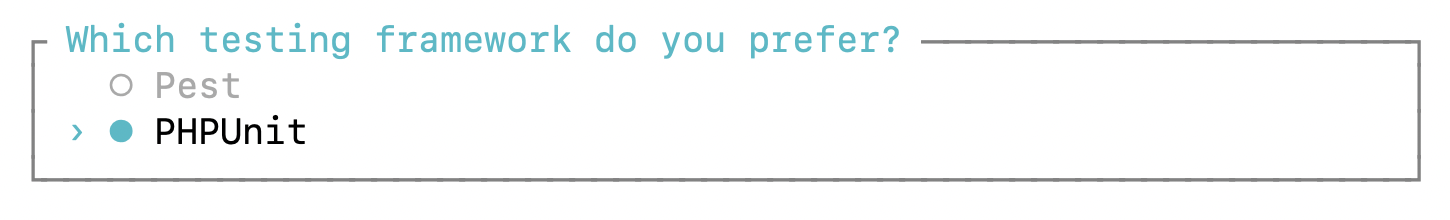 Which testing framework do you prefer?
○ Pest
› ● PHPUnit